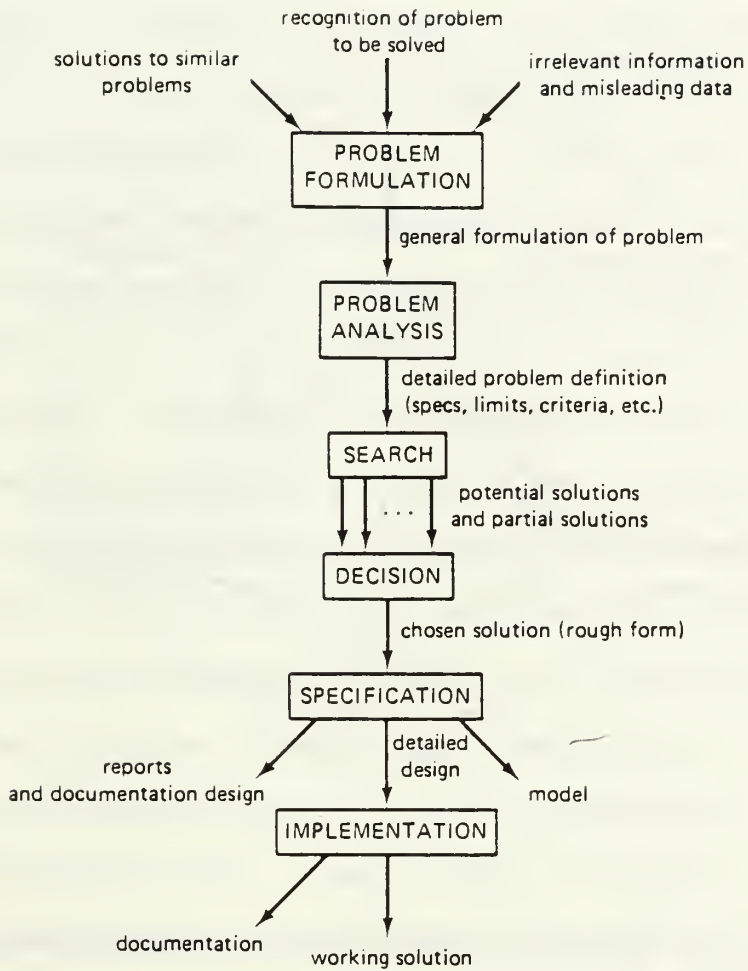 recognition of problem
to be solved
solutions to similar
problems
irrelevant information
and misleading data
PROBLEM
FORMULATION
general formulation of problem
PROBLEM
ANALYSIS
detailed problem definition
(specs, limits, criteria, etc.)
SEARCH
...
potential solutions
and partial solutions
DECISION
chosen solution (rough form)
SPECIFICATION
reports
and documentation design
detailed
design
model
IMPLEMENTATION
documentation
working solution